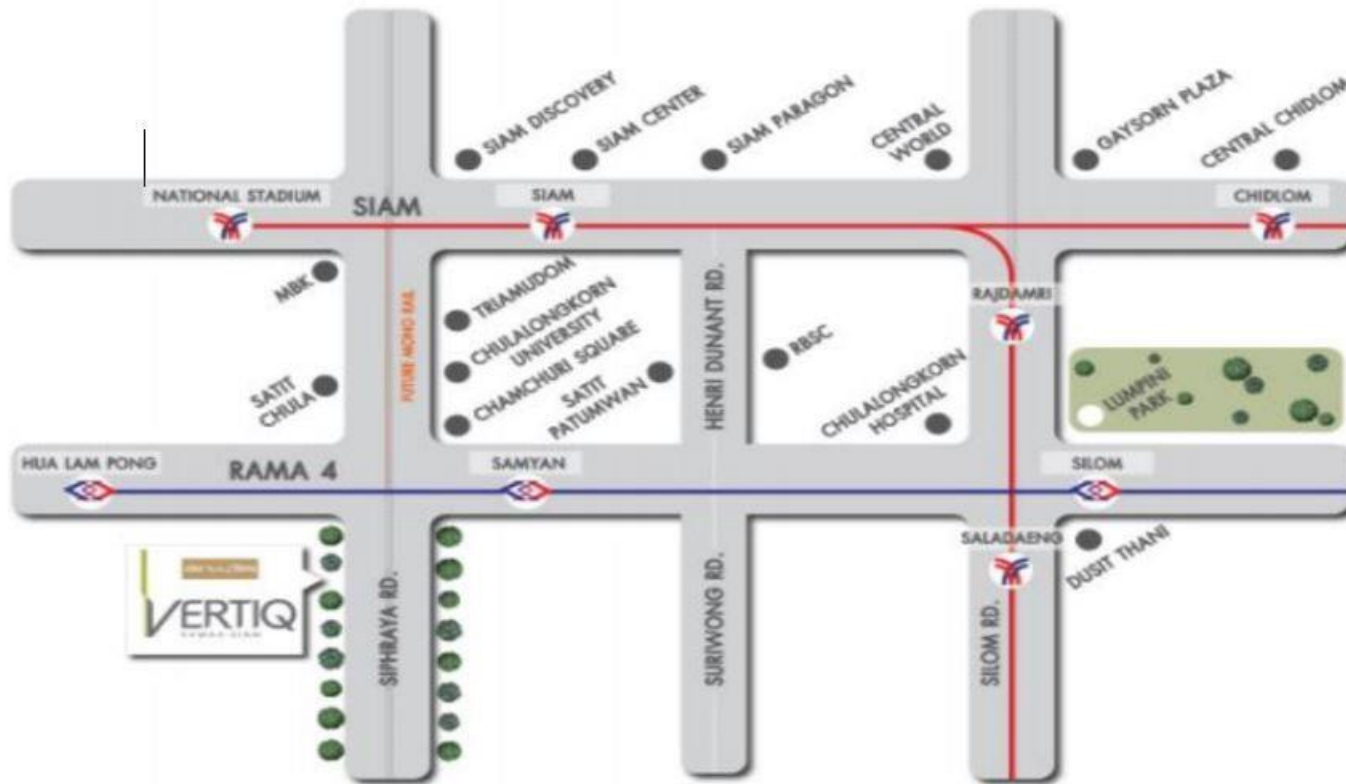 SIAM DISCOVERY
SIAM CENTER
SIAM PARAGON
CENTRAL
WORLD
GAYSORN PLAZA
CENTRAL CHIDLOM
NATIONAL STADIUM
SIAM
SIAM
CHIDLOM
MBK
FUTURE MONO RAIL
TRIAMUDOM
CHULALONGKORN
UNIVERSITY
CHAMCHURI SQUARE
SATIT
PATUMWAN
HENRI DUNANT RD.
RBSC
RAJDAMRI
CHULALONGKORN
HOSPITAL
LUMPINI
PARK
SATIT
CHULA
HUA LAM PONG
RAMA 4
SAMYAN
SILOM
SALADAENG
DUSIT THANI
VERTIQ
SIPHRAYA RD.
SURIWONG RD.
SILOM RD.